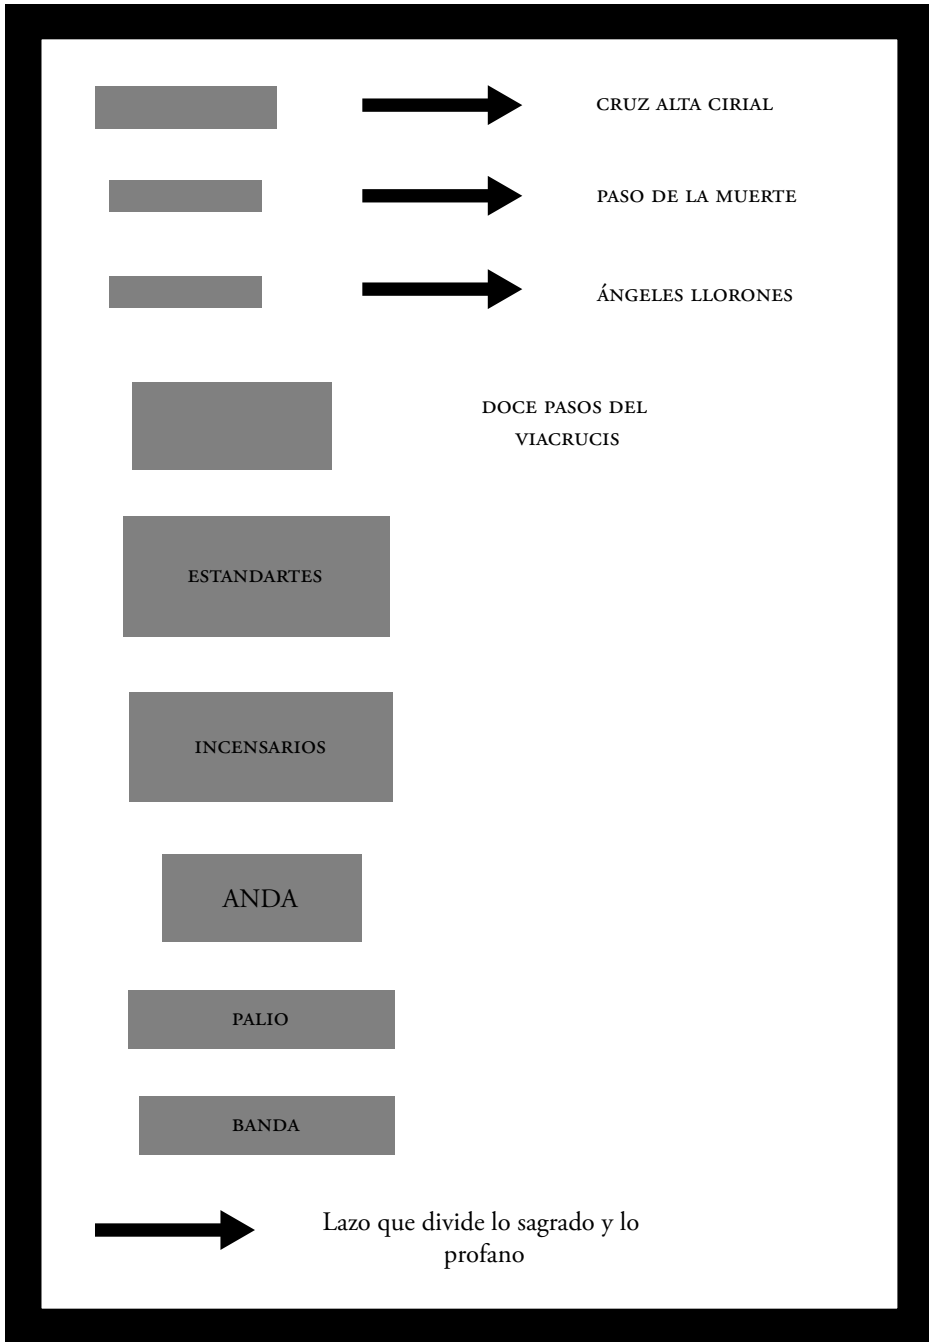 CRUZ ALTA CIRIAL
PASO DE LA MUERTE
ÁNGELES LLORONES
DOCE PASOS DEL
VIACRUCIS
ESTANDARTES
INCENSARIOS
ANDA
PALIO
BANDA
Lazo que divide lo sagrado y lo
profano